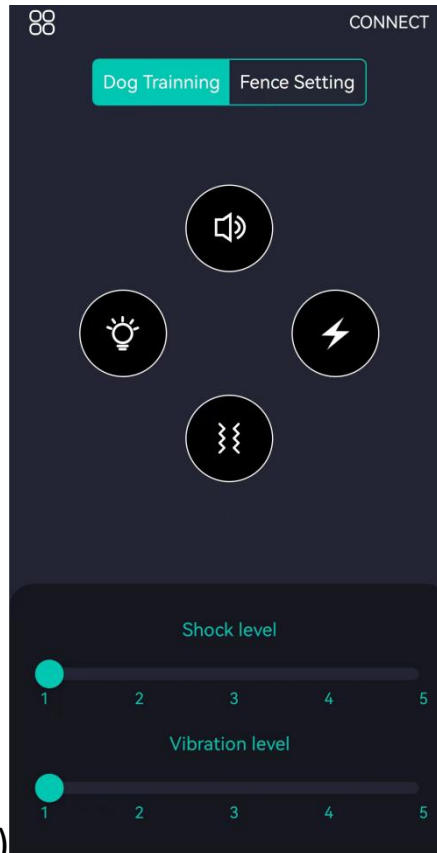 CONNECT
Dog Trainning Fence Setting
Shock level
1 2 3 4 5
Vibration level
1 2 3 4 5
)